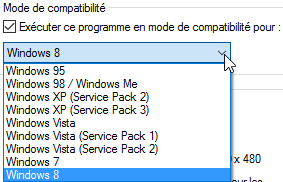 Mode de compatibilité
Exécuter ce programme en mode de compatibilité pour :
Windows 8
Windows 95
Windows 98 / Windows Me
Windows XP (Service Pack 2)
Windows XP (Service Pack 3)
Windows Vista
Windows Vista (Service Pack 1)
Windows Vista (Service Pack 2)
Windows 7
x 480
Windows 8